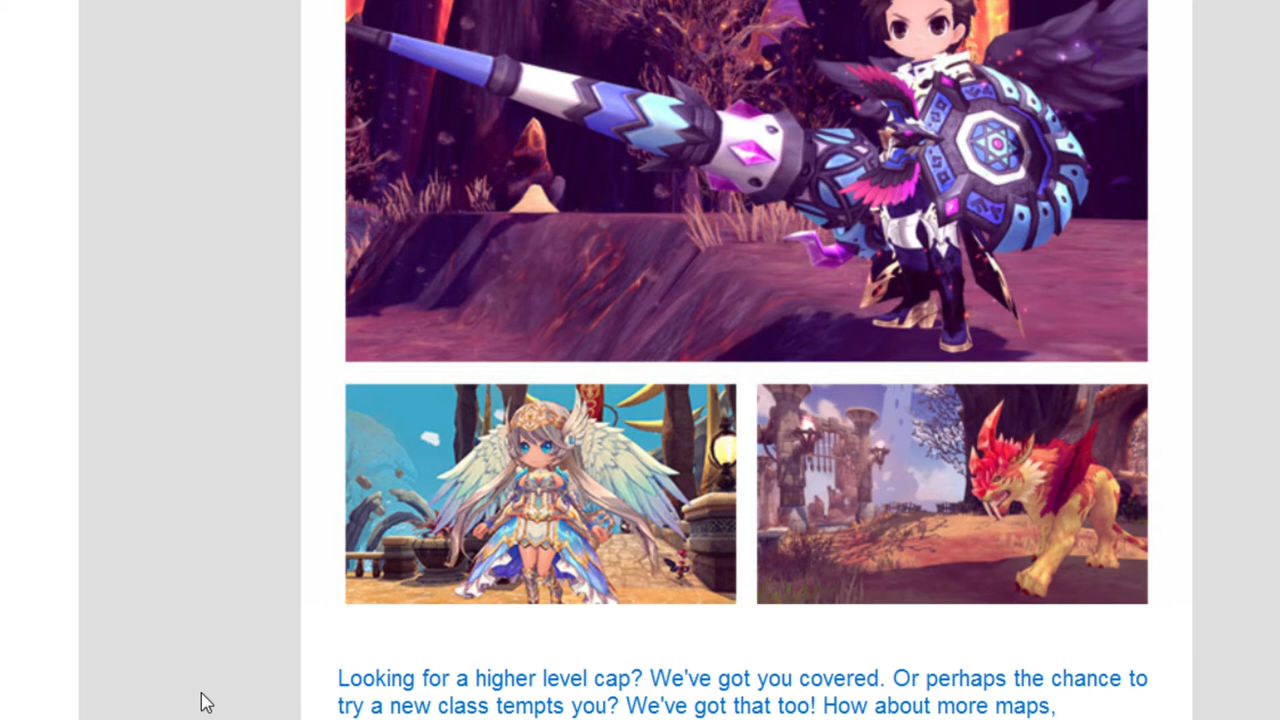 Looking for a higher level cap? We've got you covered. Or perhaps the chance to
try a new class tempts you? We've got that too! How about more maps,